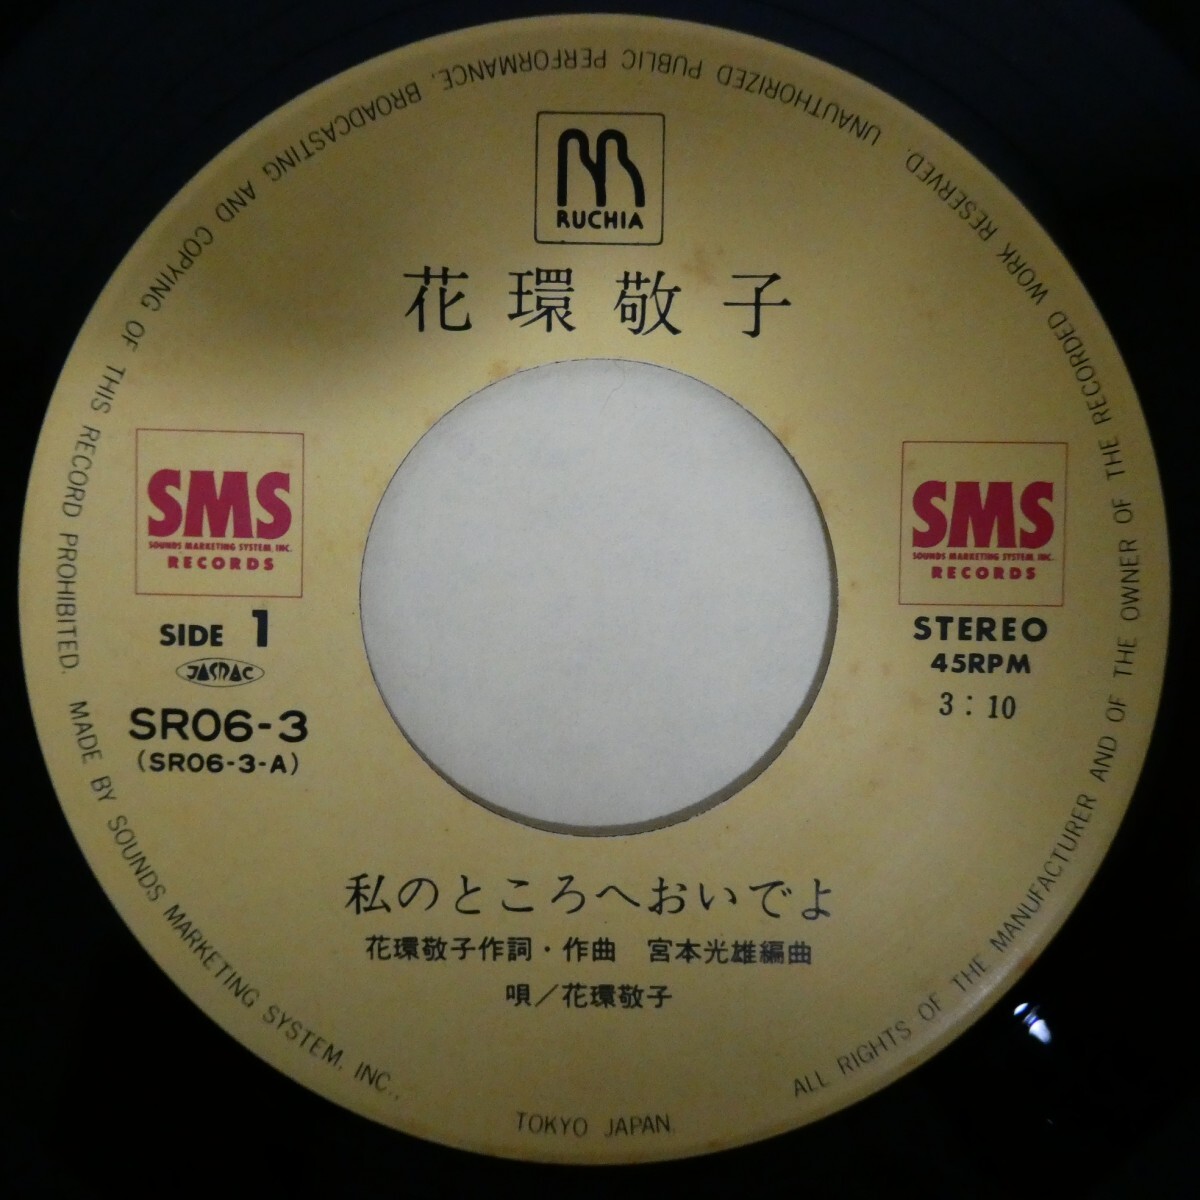 RUCHIA
花環敬子
SMS
SOUNDS MARKETING SYSTEM, INC.
RECORDS
SIDE 1
JASRAC
SR06-3
(SR06-3-A)
SMS
SOUNDS MARKETING SYSTEM, INC.
RECORDS
STEREO
45RPM
3:10
私のところへおいでよ
花環敬子作詞・作曲 宮本光雄編曲
唄/花環敬子
ALL RIGHTS OF THE MANUFACTURER AND OF THE OWNER OF THE RECORDED WORK RESERVED. UNAUTHORIZED PUBLIC PERFORMANCE, BROADCASTING AND COPYING OF THIS RECORD PROHIBITED. MADE BY SOUNDS MARKETING SYSTEM, INC., TOKYO JAPAN.